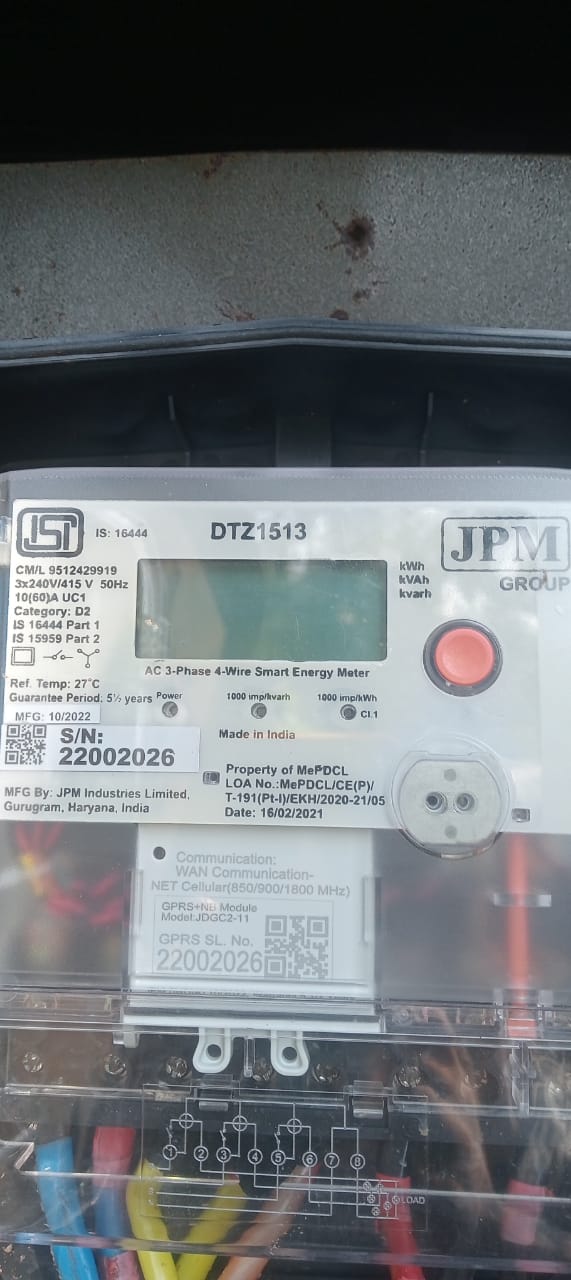 ISI
IS: 16444
DTZ1513
JPM
GROUP
CM/L 9512429919
3x240V/415 V 50Hz
10(60)A UC1
Category: D2
IS 16444 Part 1
IS 15959 Part 2
kWh
kVAh
kvarh
AC 3-Phase 4-Wire Smart Energy Meter
Ref. Temp: 27°C
Guarantee Period: 5½ years
Power
1000 imp/kvarh
1000 imp/kWh
Cl.1
MFG: 10/2022
S/N:
22002026
Made in India
MFG By: JPM Industries Limited,
Gurugram, Haryana, India
Property of MePDCL
LOA No.:MePDCL/CE(P)/
T-191(Pt-I)/EKH/2020-21/05
Date: 16/02/2021
Communication:
WAN Communication-
NET Cellular(850/900/1800 MHz)
GPRS+NB Module
Model:JDGC2-11
GPRS SL. No.
22002026
1 2 3 4 5 6 7 8
LOAD